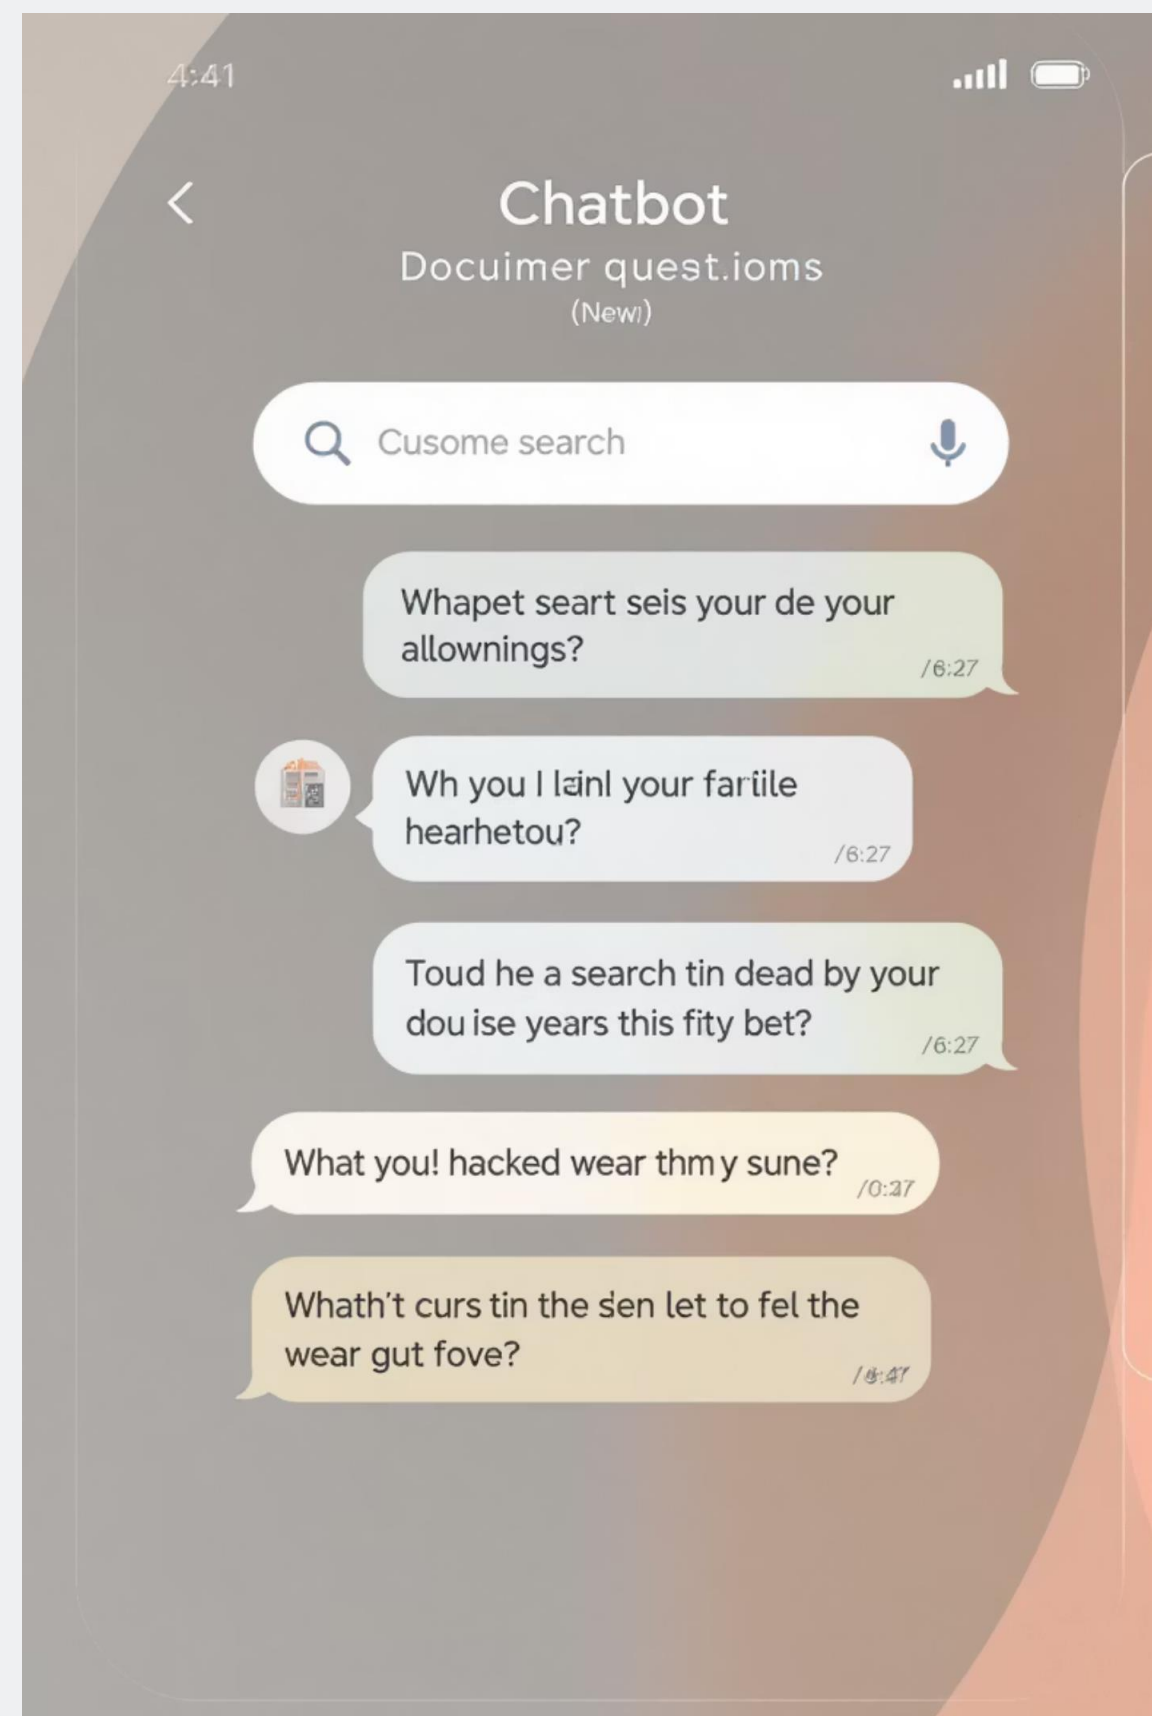 4:41
Chatbot
Docuimer quest.ioms
(New)
Cusome search
Whapet seart seis your de your
allownings?
/6:27
Wh you I lainl your fartile
hearhetou?
/6:27
Toud he a search tin dead by your
dou ise years this fity bet?
/6:27
What you! hacked wear thmy sune?
/0:27
Whath't curs tin the sen let to fel the
wear gut fove?